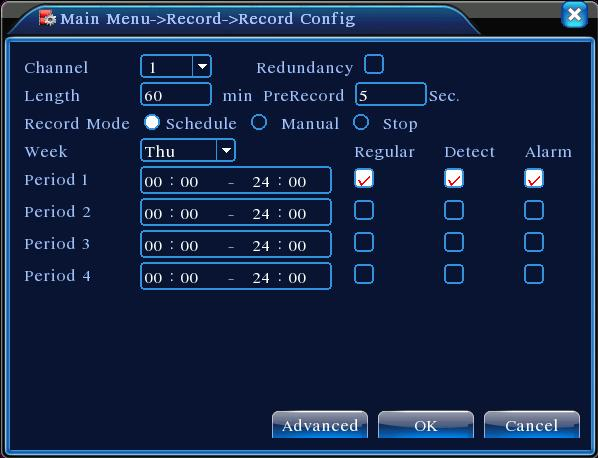 Main Menu->Record->Record Config
Channel 1 Redundancy
Length 60 min PreRecord 5 Sec.
Record Mode Schedule Manual Stop
Week Thu Regular Detect Alarm
Period 1 00 : 00 - 24 : 00
Period 2 00 : 00 - 24 : 00
Period 3 00 : 00 - 24 : 00
Period 4 00 : 00 - 24 : 00
Advanced OK Cancel